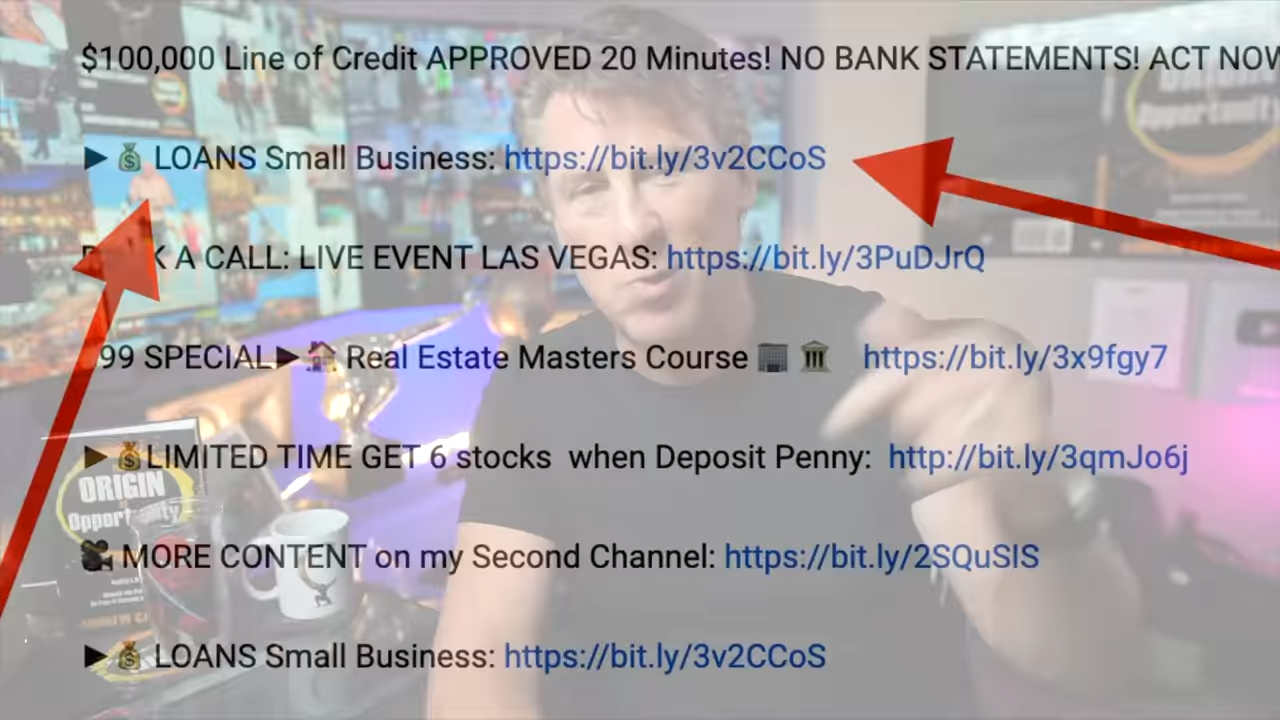 $100,000 Line of Credit APPROVED 20 Minutes! NO BANK STATEMENTS! ACT NOW
▶💰 LOANS Small Business: https://bit.ly/3v2CCoS
K A CALL: LIVE EVENT LAS VEGAS: https://bit.ly/3PuDJrQ
99 SPECIAL▶🏠 Real Estate Masters Course 🏢 🏛 https://bit.ly/3x9fgy7
▶💰LIMITED TIME GET 6 stocks when Deposit Penny: http://bit.ly/3qmJo6j
🎥 MORE CONTENT on my Second Channel: https://bit.ly/2SQuSIS
▶💰 LOANS Small Business: https://bit.ly/3v2CCoS
ORIGIN
Opportunity
Opportunity